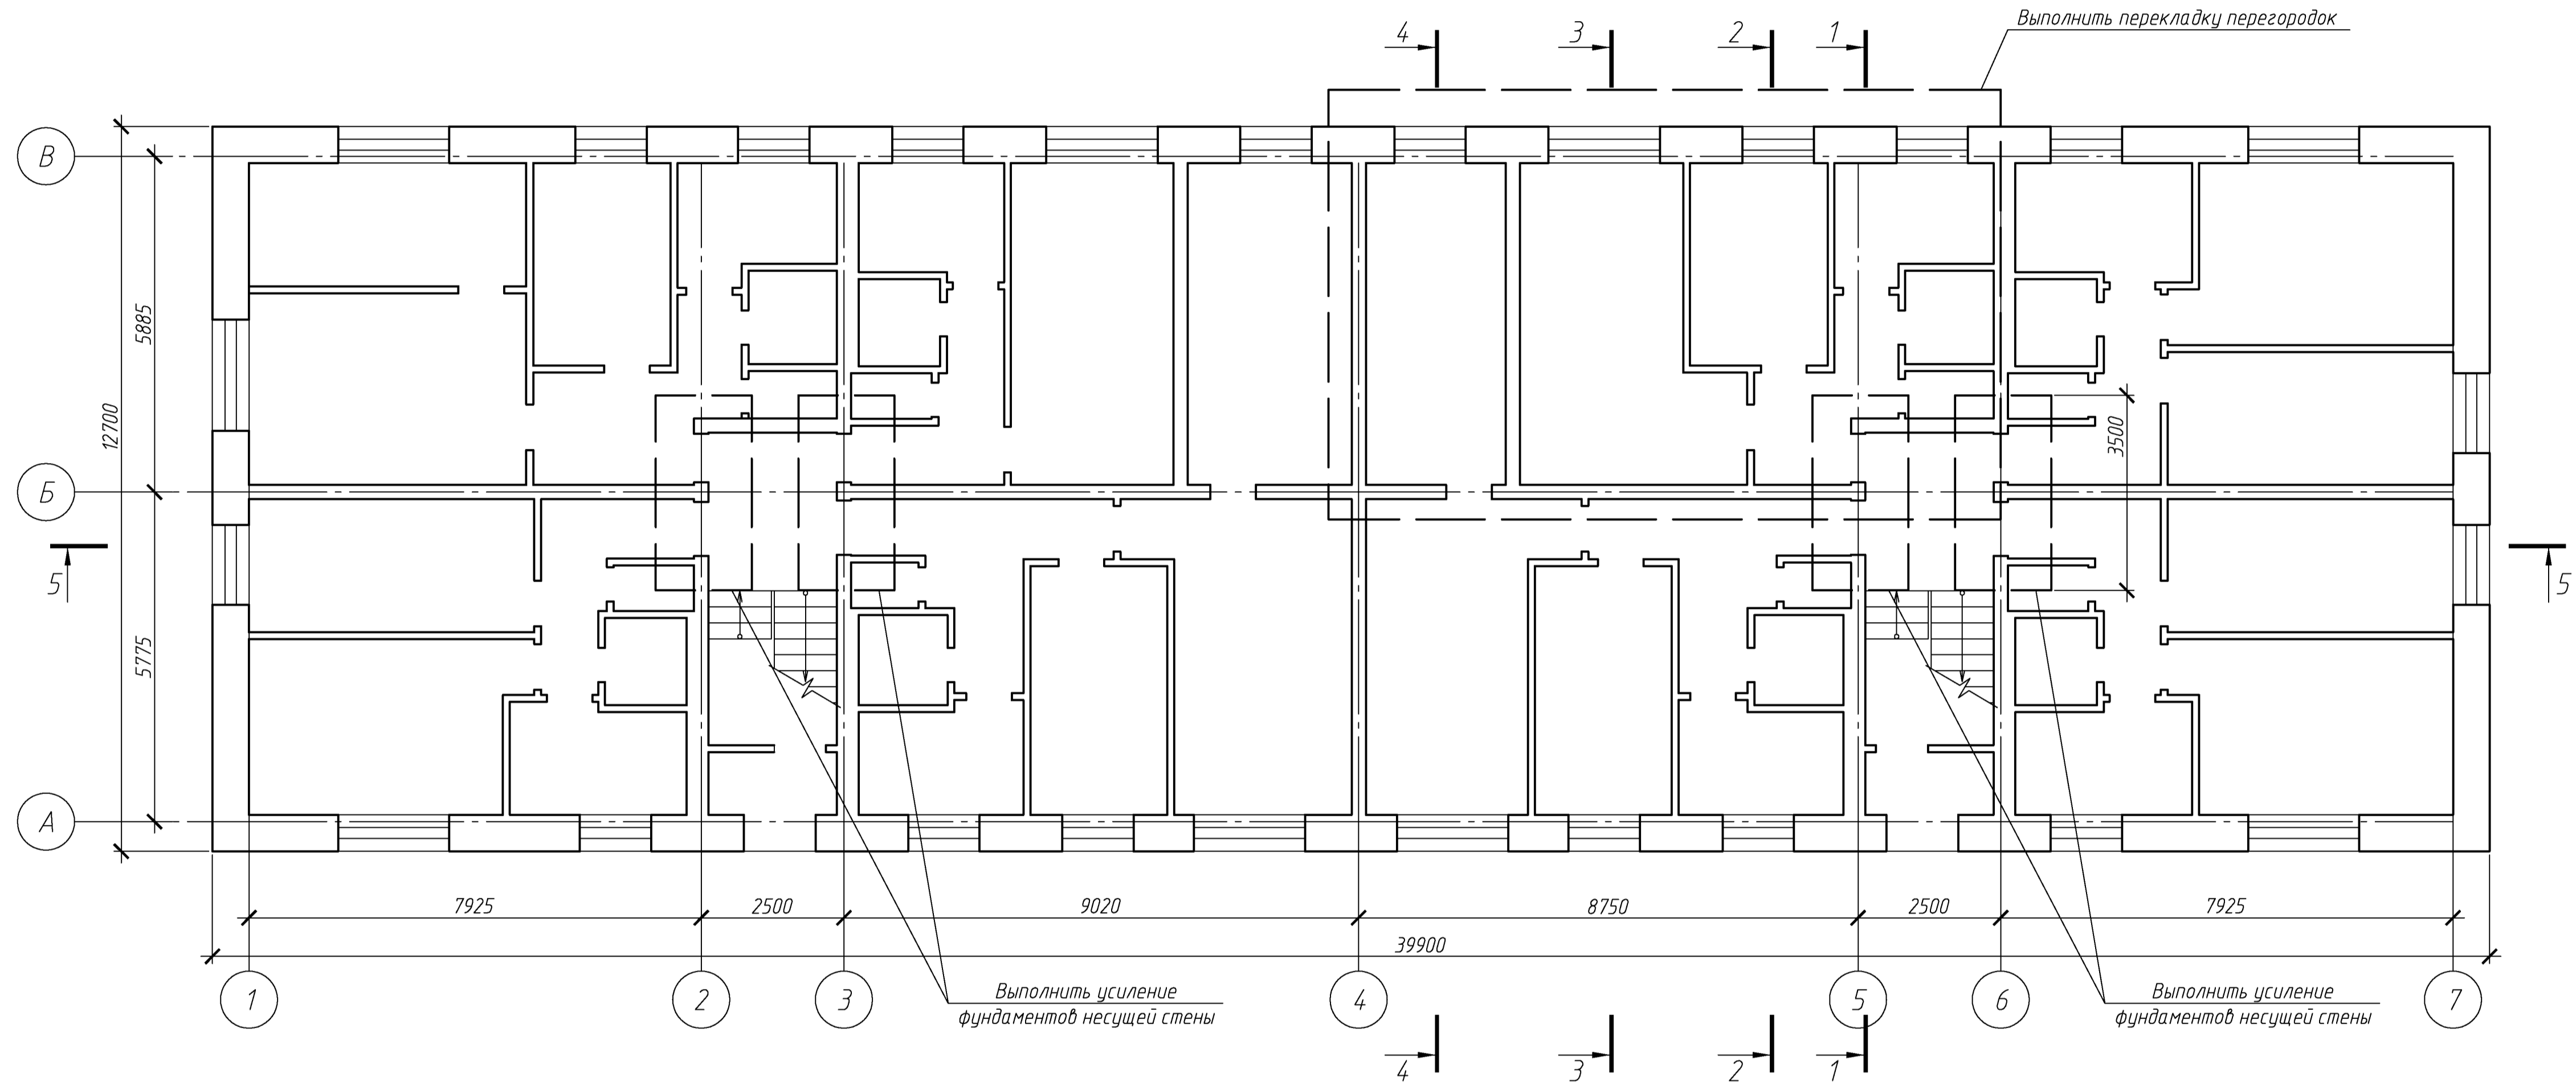 Выполнить перекладку перегородок
4 3 2 1
В
5885
12700
3500
Б
5 5
5775
А
7925 2500 9020 8750 2500 7925
39900
1 2 3 4 5 6 7
Выполнить усиление
фундаментов несущей стены
Выполнить усиление
фундаментов несущей стены
4 3 2 1